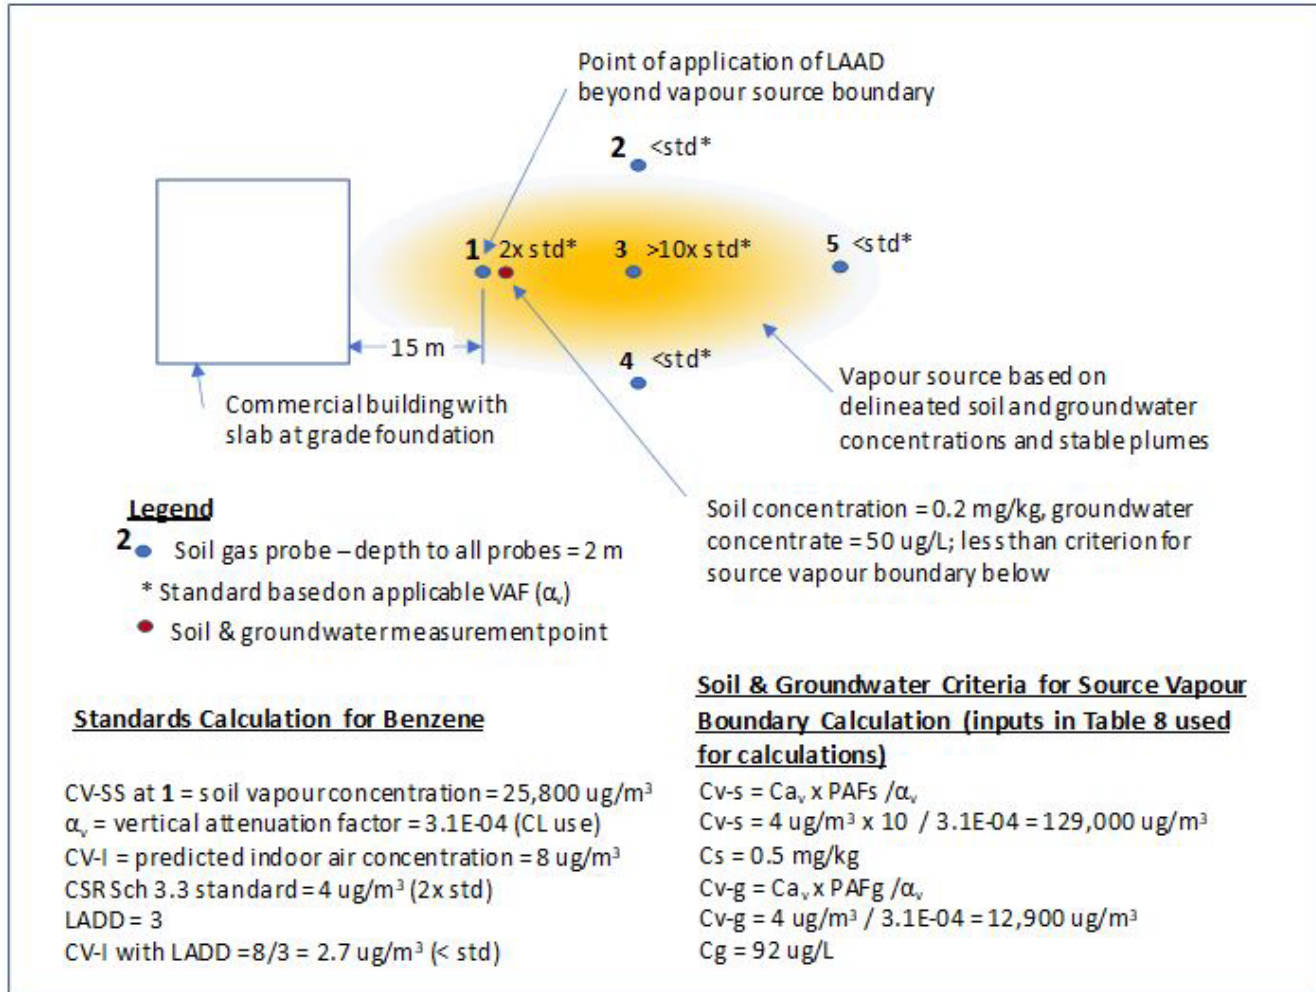 Point of application of LAAD
beyond vapour source boundary
2 <std*
1 2x std*
3 >10x std*
5 <std*
15 m
4 <std*
Commercial building with
slab at grade foundation
Vapour source based on
delineated soil and groundwater
concentrations and stable plumes
Soil concentration = 0.2 mg/kg, groundwater
concentrate = 50 ug/L; less than criterion for
source vapour boundary below
Legend
2 Soil gas probe – depth to all probes = 2 m
* Standard based on applicable VAF (αᵥ)
Soil & groundwater measurement point
Standards Calculation for Benzene
CV-SS at 1 = soil vapour concentration = 25,800 ug/m³
αᵥ = vertical attenuation factor = 3.1E-04 (CL use)
CV-I = predicted indoor air concentration = 8 ug/m³
CSR Sch 3.3 standard = 4 ug/m³ (2x std)
LADD = 3
CV-I with LADD =8/3 = 2.7 ug/m³ (< std)
Soil & Groundwater Criteria for Source Vapour
Boundary Calculation (inputs in Table 8 used
for calculations)
Cv-s = Caᵥ x PAFs /αᵥ
Cv-s = 4 ug/m³ x 10 / 3.1E-04 = 129,000 ug/m³
Cs = 0.5 mg/kg
Cv-g = Caᵥ x PAFg /αᵥ
Cv-g = 4 ug/m³ / 3.1E-04 = 12,900 ug/m³
Cg = 92 ug/L